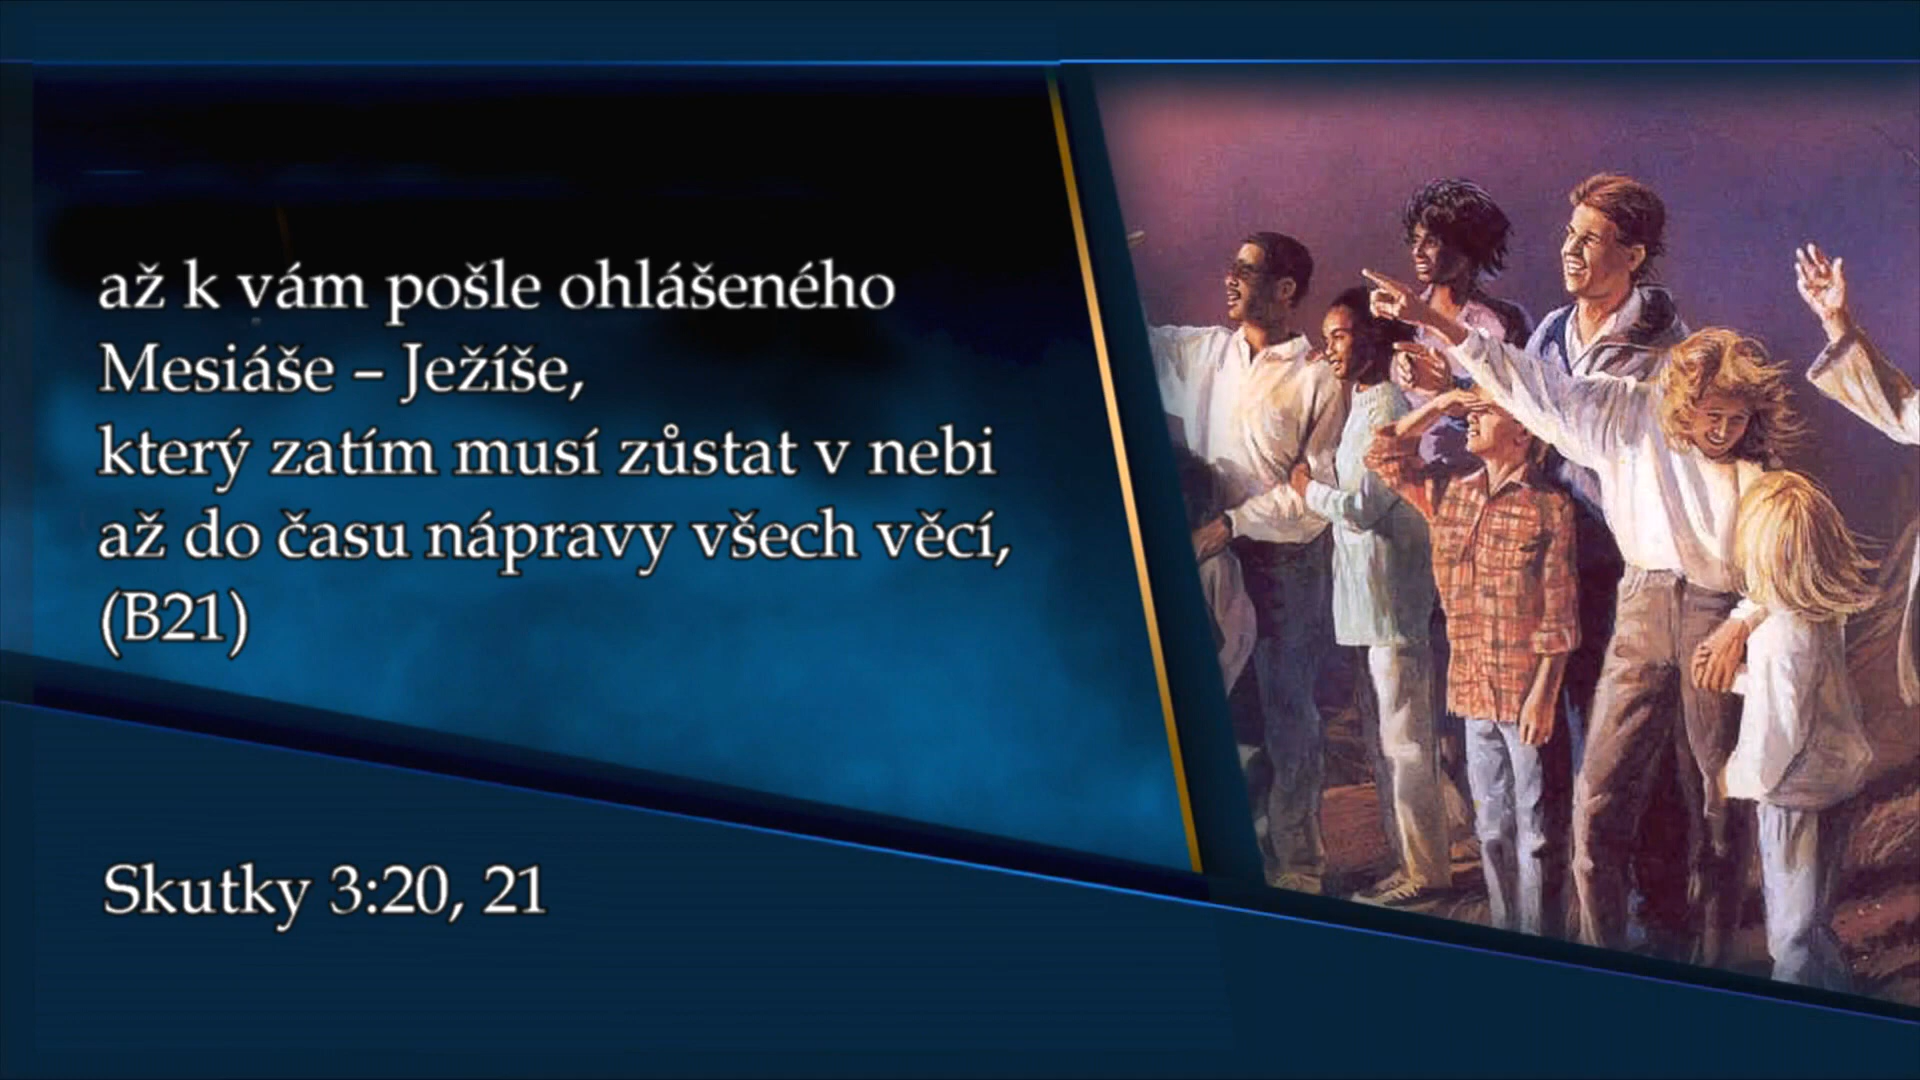 až k vám pošle ohlášeného
Mesiáše – Ježíše,
který zatím musí zůstat v nebi
až do času nápravy všech věcí,
(B21)
Skutky 3:20, 21